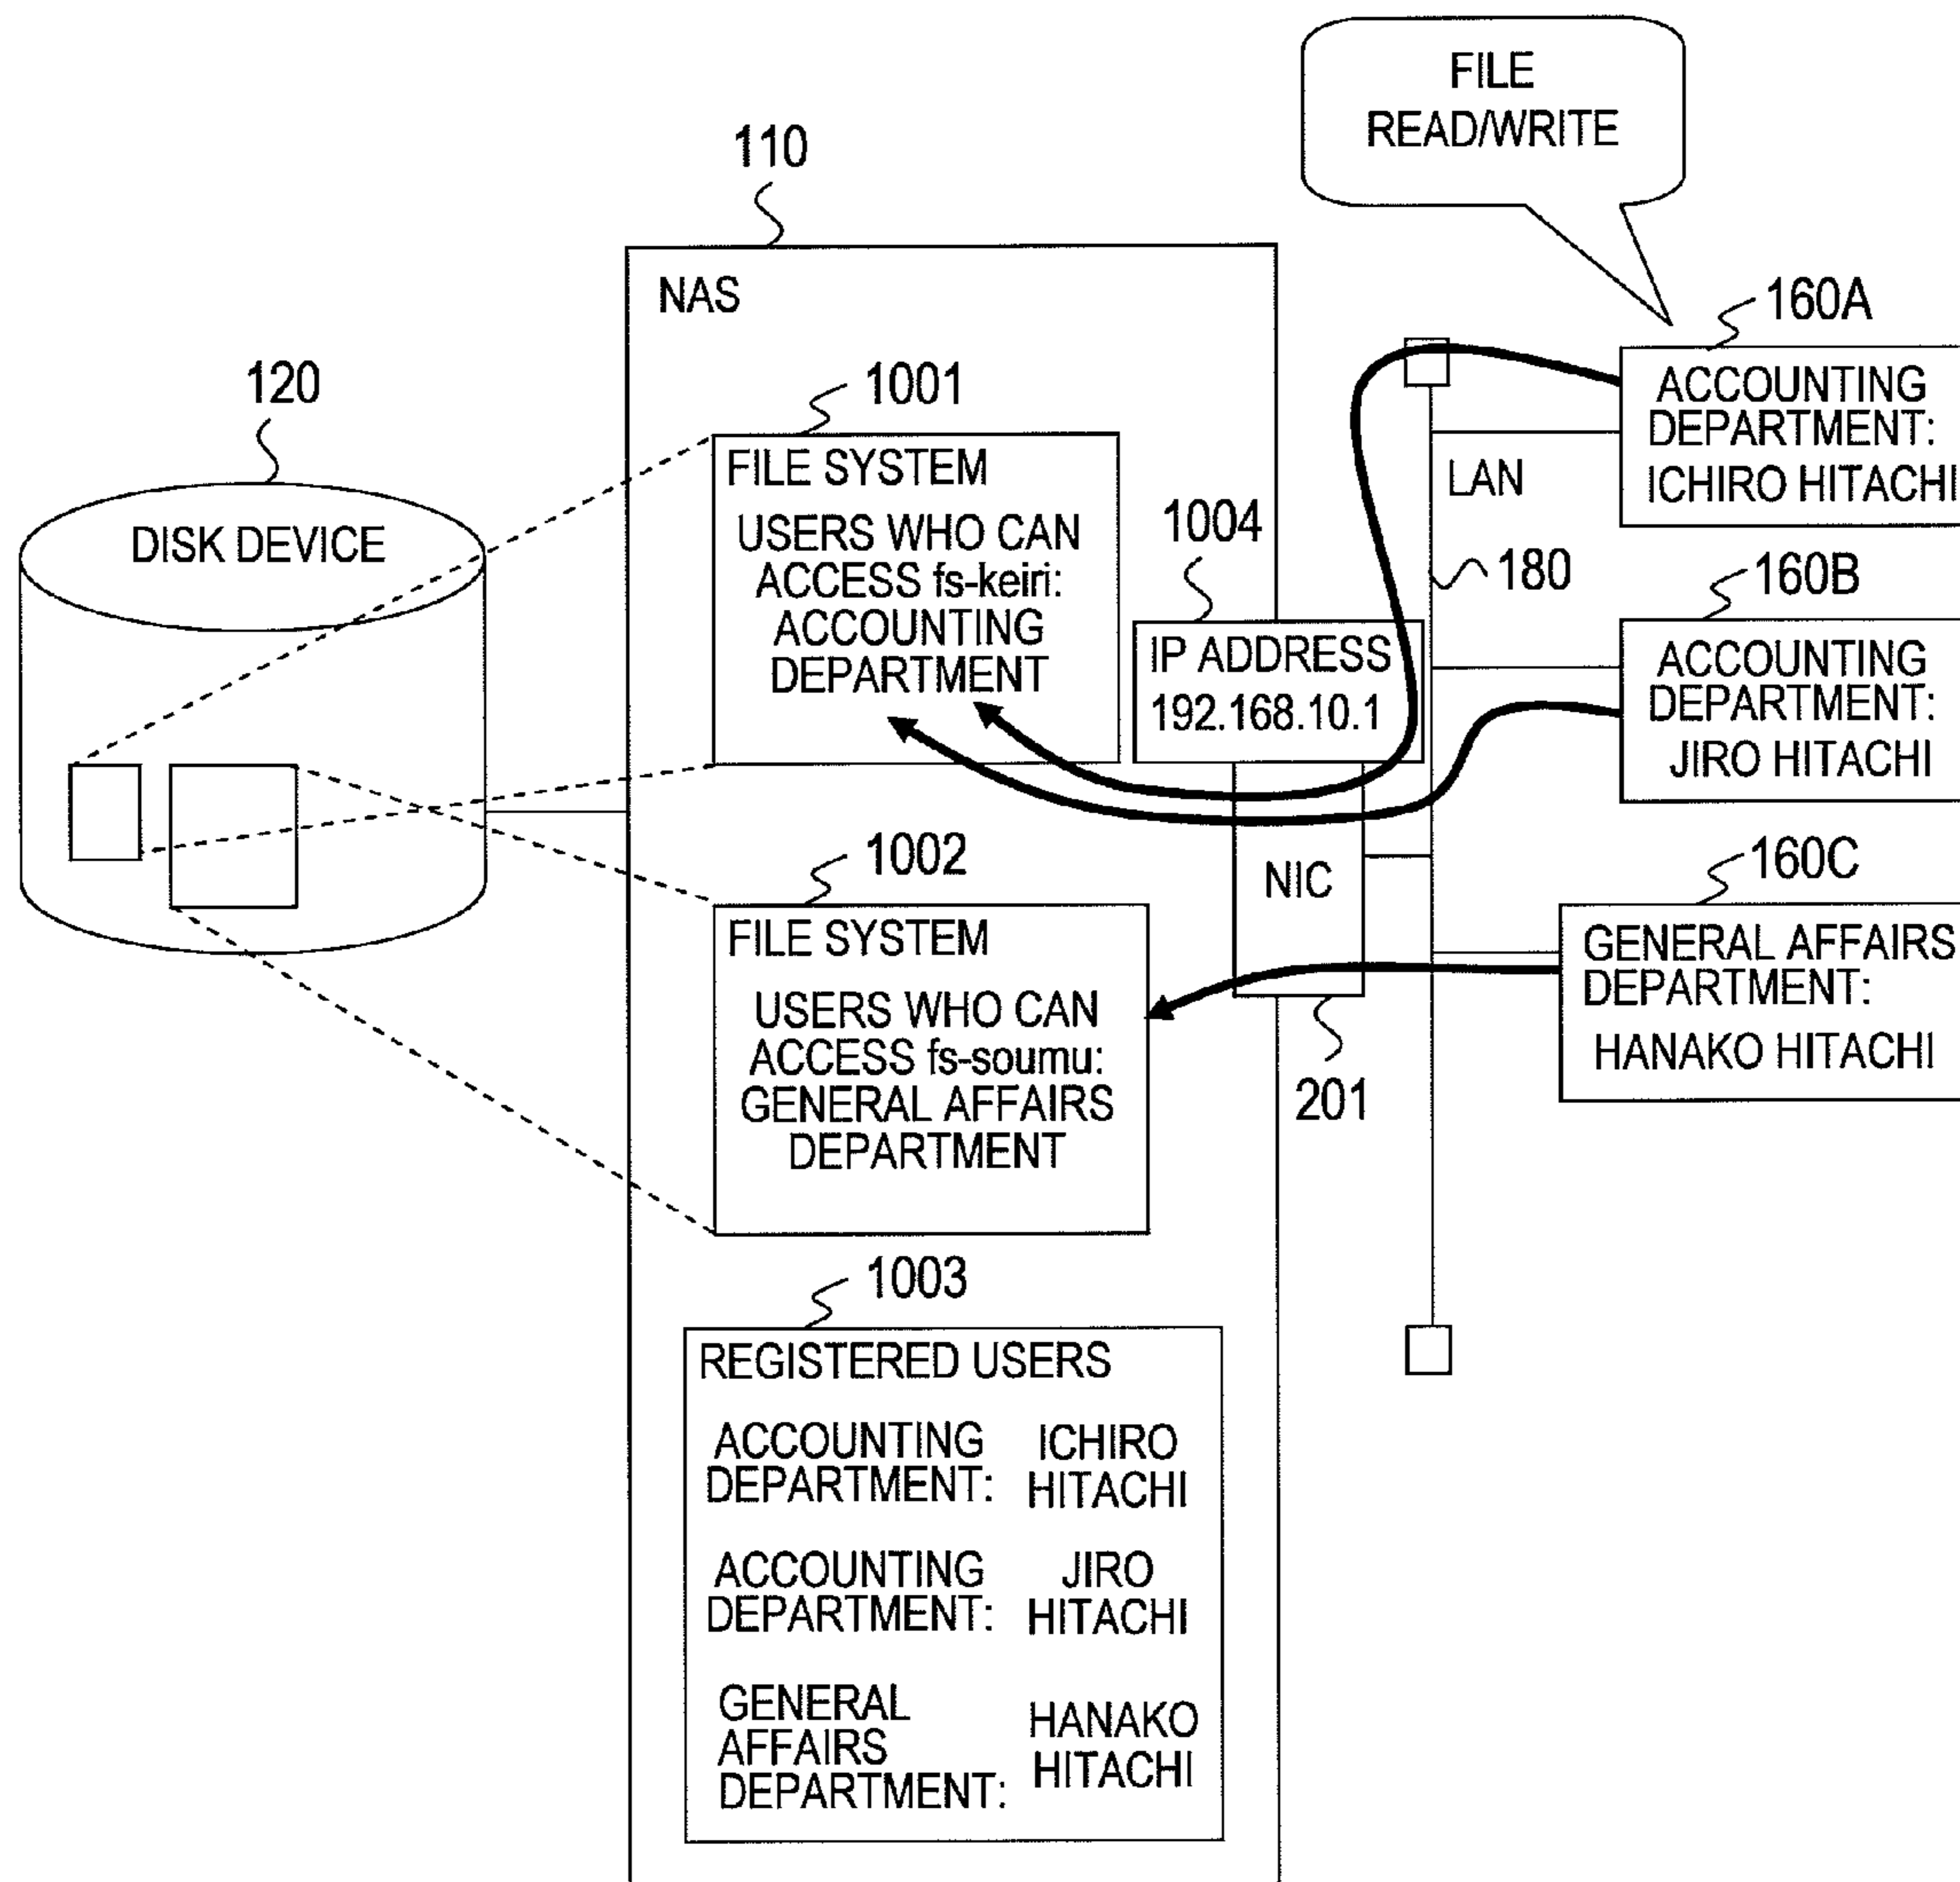 FILE
READ/WRITE
110
NAS
160A
ACCOUNTING
DEPARTMENT:
ICHIRO HITACHI
120
DISK DEVICE
1001
FILE SYSTEM
USERS WHO CAN
ACCESS fs-keiri:
ACCOUNTING
DEPARTMENT
LAN
1004
IP ADDRESS
192.168.10.1
180
160B
ACCOUNTING
DEPARTMENT:
JIRO HITACHI
1002
FILE SYSTEM
USERS WHO CAN
ACCESS fs-soumu:
GENERAL AFFAIRS
DEPARTMENT
NIC
201
160C
GENERAL AFFAIRS
DEPARTMENT:
HANAKO HITACHI
1003
REGISTERED USERS
ACCOUNTING
DEPARTMENT:
ICHIRO
HITACHI
ACCOUNTING
DEPARTMENT:
JIRO
HITACHI
GENERAL
AFFAIRS
DEPARTMENT:
HANAKO
HITACHI